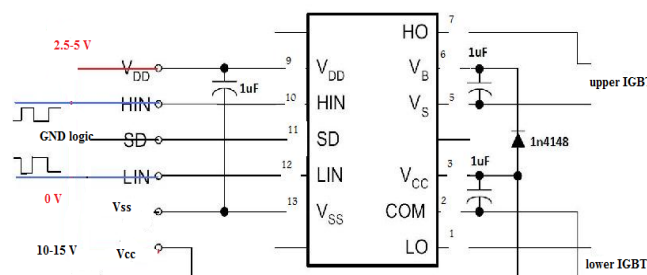 2.5-5 V
VDD
HIN
GND logic
SD
LIN
0 V
Vss
10-15 V
Vcc
1uF
9
10
11
12
13
VDD
HIN
SD
LIN
VSS
HO
VB
VS
VCC
COM
LO
7
6
5
3
2
1
1uF
1uF
1n4148
upper IGBT
lower IGBT